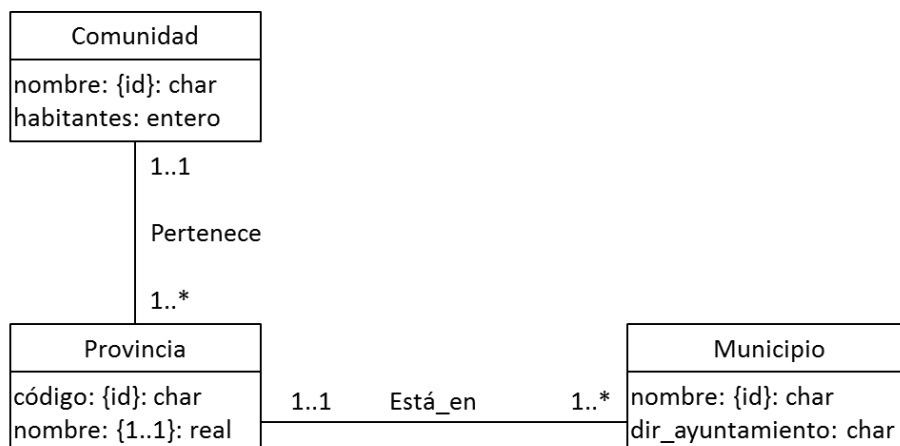 Comunidad
nombre: {id}: char
habitantes: entero
1..1
Pertenece
1..*
Provincia
código: {id}: char
nombre: {1..1}: real
1..1
Está_en
1..*
Municipio
nombre: {id}: char
dir_ayuntamiento: char